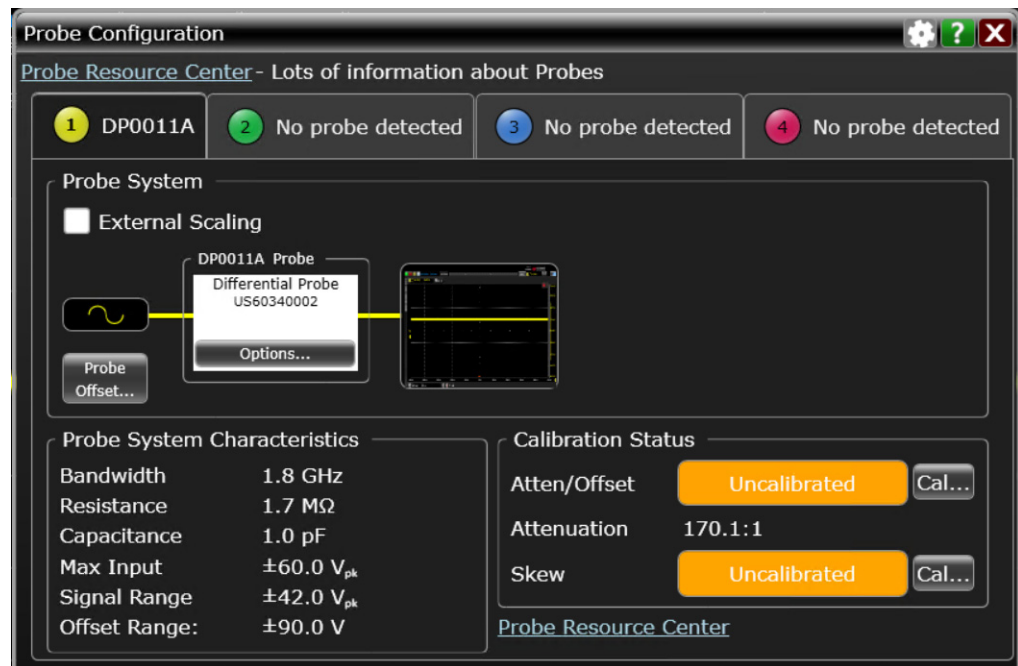 Probe Configuration
?
X
Probe Resource Center - Lots of information about Probes
1 DP0011A
2 No probe detected
3 No probe detected
4 No probe detected
Probe System
External Scaling
DP0011A Probe
Differential Probe
US60340002
Options...
Probe
Offset...
Probe System Characteristics
Bandwidth 1.8 GHz
Resistance 1.7 MΩ
Capacitance 1.0 pF
Max Input ±60.0 Vpk
Signal Range ±42.0 Vpk
Offset Range: ±90.0 V
Calibration Status
Atten/Offset Uncalibrated Cal...
Attenuation 170.1:1
Skew Uncalibrated Cal...
Probe Resource Center